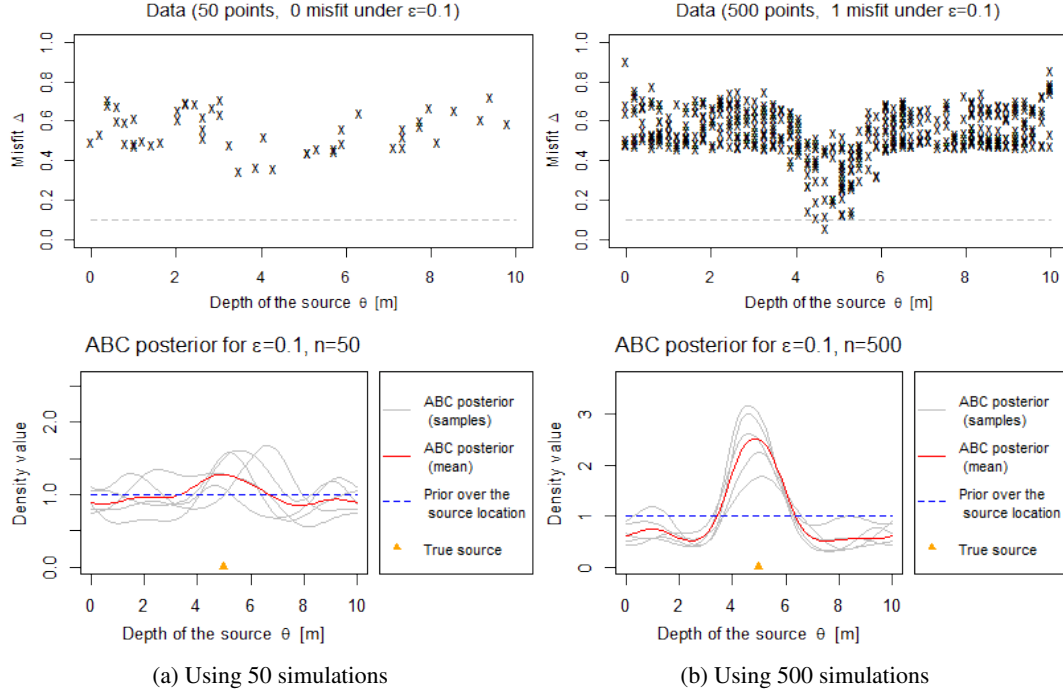 Data (50 points, 0 misfit under ε=0.1)
Misfit Δ
0.0 0.2 0.4 0.6 0.8 1.0
0 2 4 6 8 10
Depth of the source θ [m]
Data (500 points, 1 misfit under ε=0.1)
Misfit Δ
0.0 0.2 0.4 0.6 0.8 1.0
0 2 4 6 8 10
Depth of the source θ [m]
ABC posterior for ε=0.1, n=50
Density value
0.0 1.0 2.0
0 2 4 6 8 10
Depth of the source θ [m]
ABC posterior
(samples)
ABC posterior
(mean)
Prior over the
source location
True source
ABC posterior for ε=0.1, n=500
Density value
0 1 2 3
0 2 4 6 8 10
Depth of the source θ [m]
ABC posterior
(samples)
ABC posterior
(mean)
Prior over the
source location
True source
(a) Using 50 simulations
(b) Using 500 simulations